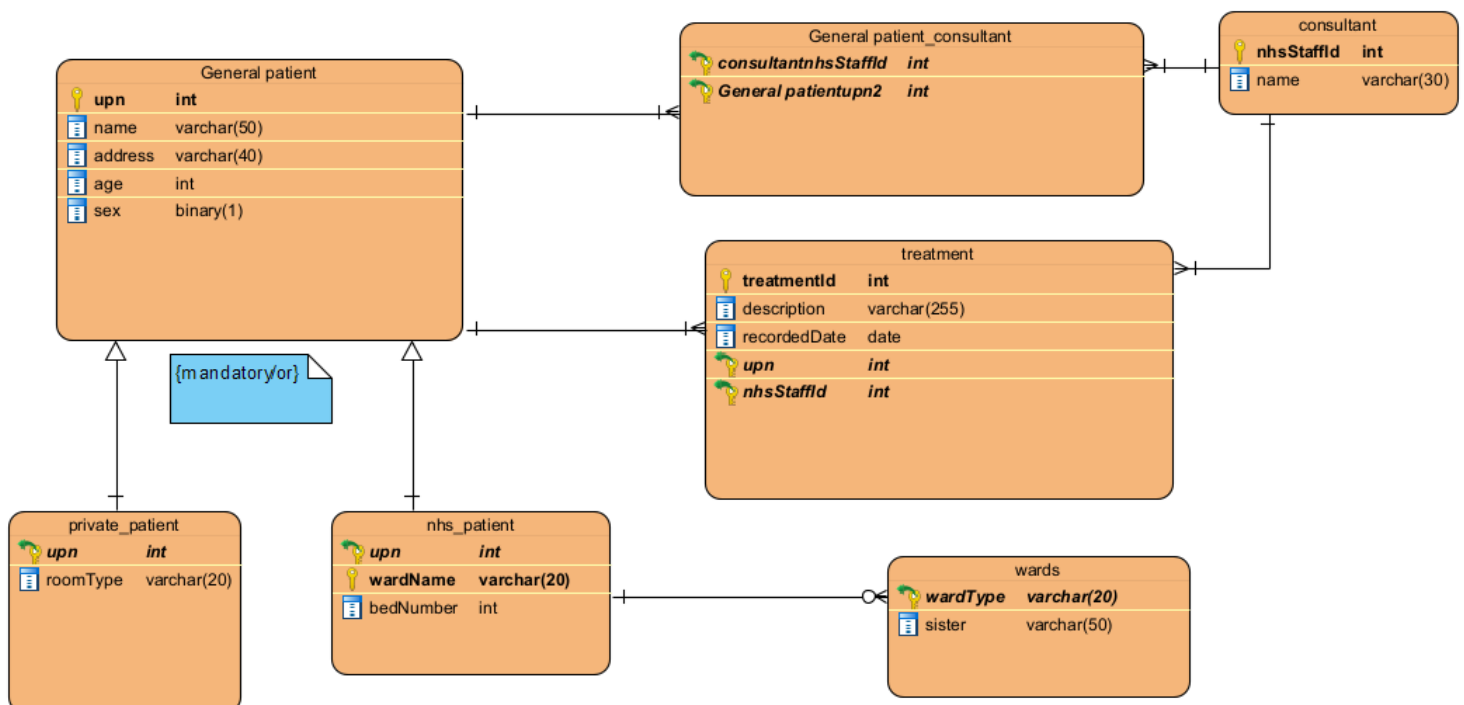 General patient
upn int
name varchar(50)
address varchar(40)
age int
sex binary(1)
General patient_consultant
consultantnhsStaffId int
General patientupn2 int
consultant
nhsStaffId int
name varchar(30)
treatment
treatmentId int
description varchar(255)
recordedDate date
upn int
nhsStaffId int
{mandatory/or}
private_patient
upn int
roomType varchar(20)
nhs_patient
upn int
wardName varchar(20)
bedNumber int
wards
wardType varchar(20)
sister varchar(50)